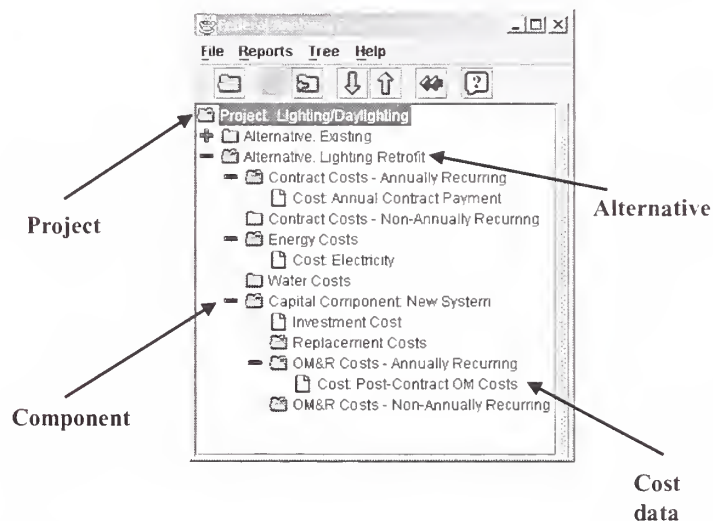 Federal
File Reports Tree Help
?
Project: Lighting/Daylighting
Alternative: Existing
Alternative: Lighting Retrofit
Contract Costs - Annually Recurring
Cost: Annual Contract Payment
Contract Costs - Non-Annually Recurring
Energy Costs
Cost: Electricity
Water Costs
Capital Component: New System
Investment Cost
Replacement Costs
OM&R Costs - Annually Recurring
Cost: Post-Contract OM Costs
OM&R Costs - Non-Annually Recurring
Project
Alternative
Component
Cost
data